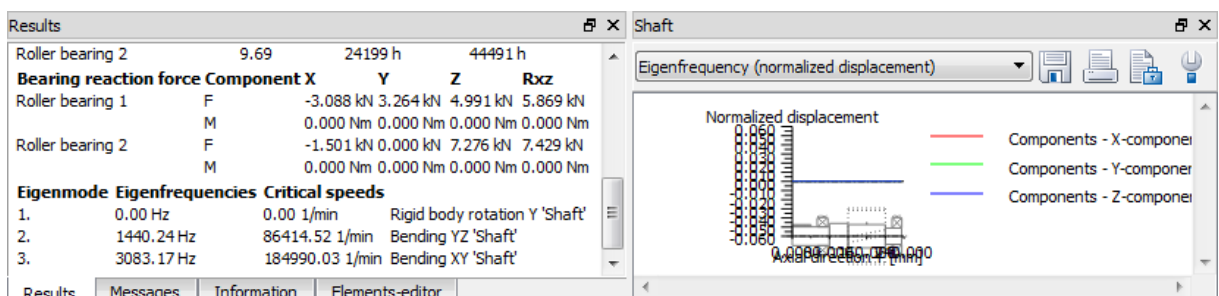 Results
Roller bearing 2 9.69 24199 h 44491 h
Bearing reaction force Component X Y Z Rxz
Roller bearing 1 F -3.088 kN 3.264 kN 4.991 kN 5.869 kN
M 0.000 Nm 0.000 Nm 0.000 Nm 0.000 Nm
Roller bearing 2 F -1.501 kN 0.000 kN 7.276 kN 7.429 kN
M 0.000 Nm 0.000 Nm 0.000 Nm 0.000 Nm
Eigenmode Eigenfrequencies Critical speeds
1. 0.00 Hz 0.00 1/min Rigid body rotation Y 'Shaft'
2. 1440.24 Hz 86414.52 1/min Bending YZ 'Shaft'
3. 3083.17 Hz 184990.03 1/min Bending XY 'Shaft'
Results Messages Information Elements-editor
Shaft
Eigenfrequency (normalized displacement)
Normalized displacement
0.060
-0.060
Axial direction Y [mm]
Components - X-componer
Components - Y-componer
Components - Z-componer